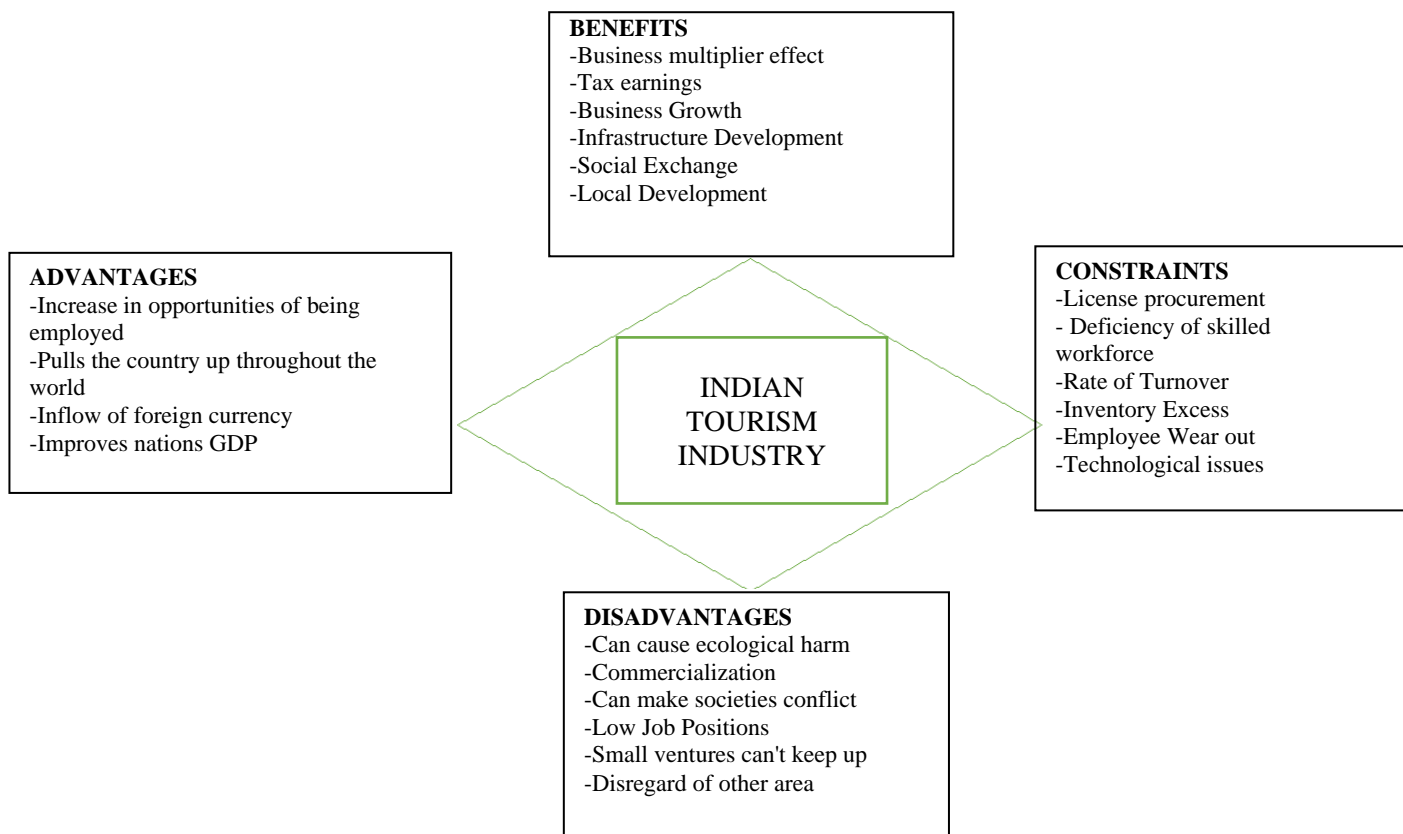 BENEFITS
-Business multiplier effect
-Tax earnings
-Business Growth
-Infrastructure Development
-Social Exchange
-Local Development
ADVANTAGES
-Increase in opportunities of being
employed
-Pulls the country up throughout the
world
-Inflow of foreign currency
-Improves nations GDP
INDIAN
TOURISM
INDUSTRY
CONSTRAINTS
-License procurement
- Deficiency of skilled
workforce
-Rate of Turnover
-Inventory Excess
-Employee Wear out
-Technological issues
DISADVANTAGES
-Can cause ecological harm
-Commercialization
-Can make societies conflict
-Low Job Positions
-Small ventures can't keep up
-Disregard of other area